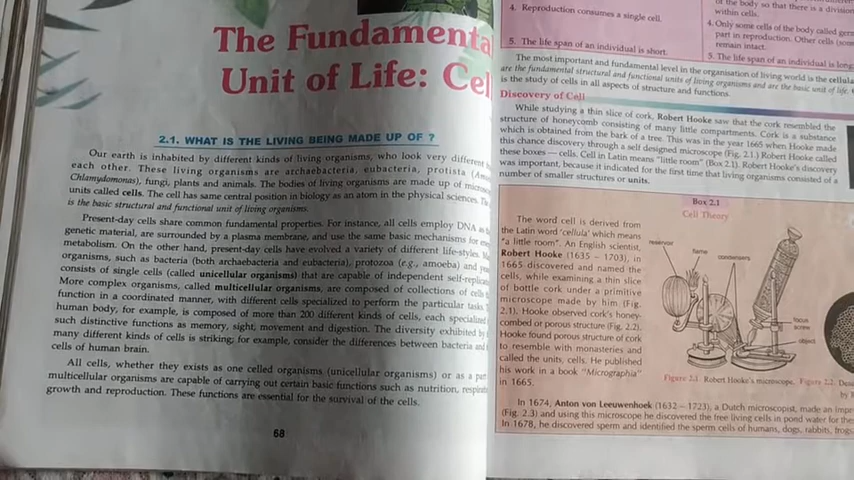 The Fundamental
Unit of Life: Cel
2.1. WHAT IS THE LIVING BEING MADE UP OF ?
Our earth is inhabited by different kinds of living organisms, who look very different
each other. These living organisms are archaebacteria, eubacteria, protista
Chlamydomonas), fungi, plants and animals. The bodies of living organisms are made up of
units called cells. The cell has same central position in biology as an atom in the physical sciences.
is the basic structural and functional unit of living organisms.
Present-day cells share common fundamental properties. For instance, all cells employ DNA as
genetic material, are surrounded by a plasma membrane, and use the same basic mechanisms for
metabolism. On the other hand, present-day cells have evolved a variety of different life-styles.
organisms, such as bacteria (both archaebacteria and eubacteria), protozoa (e.g., amoeba) and
consists of single cells (called unicellular organisms) that are capable of independent
More complex organisms, called multicellular organisms, are composed of collections of cells
function in a coordinated manner, with different cells specialized to perform the particular tasks.
human body, for example, is composed of more than 200 different kinds of cells, each specialized
such distinctive functions as memory, sight, movement and digestion. The diversity exhibited by
many different kinds of cells is striking; for example, consider the differences between bacteria and
cells of human brain.
All cells, whether they exists as one celled organisms (unicellular organisms) or as a part
multicellular organisms are capable of carrying out certain basic functions such as nutrition,
growth and reproduction. These functions are essential for the survival of the cells.
68
4. Reproduction consumes a single cell.
5. The life span of an individual is short.
of the body so that there is a division
within cells.
4. Only some cells of the body called
part in reproduction. Other cells
remain intact.
5. The life span of an individual is long.
The most important and fundamental level in the organisation of living world is the
are the fundamental structural and functional units of living organisms and are the basic unit of life.
is the study of cells in all aspects of structure and functions.
Discovery of Cell
While studying a thin slice of cork, Robert Hooke saw that the cork resembled the
structure of honeycomb consisting of many little compartments. Cork is a substance
which is obtained from the bark of a tree. This was in the year 1665 when Hooke made
this chance discovery through a self designed microscope (Fig. 2.1.) Robert Hooke called
these boxes — cells. Cell in Latin means "little room" (Box 2.1). Robert Hooke's discovery
was important, because it indicated for the first time that living organisms consisted of a
number of smaller structures or units.
Box 2.1
Cell Theory
The word cell is derived from
the Latin word 'cellula' which means
"a little room". An English scientist,
Robert Hooke (1635 – 1703), in
1665 discovered and named the
cells, while examining a thin slice
of bottle cork under a primitive
microscope made by him (Fig.
2.1). Hooke observed cork's honey-
combed or porous structure (Fig. 2.2).
Hooke found porous structure of cork
to resemble with monasteries and
called the units, cells. He published
his work in a book "Micrographia"
in 1665.
reservoir
flame
condensers
focus
screw
object
Figure 2.1. Robert Hooke's microscope.
Figure 2.2.
In 1674, Anton von Leeuwenhoek (1632 – 1723), a Dutch microscopist, made an
(Fig. 2.3) and using this microscope he discovered the free living cells in pond water for the
In 1678, he discovered sperm and identified the sperm cells of humans, dogs, rabbits, frogs